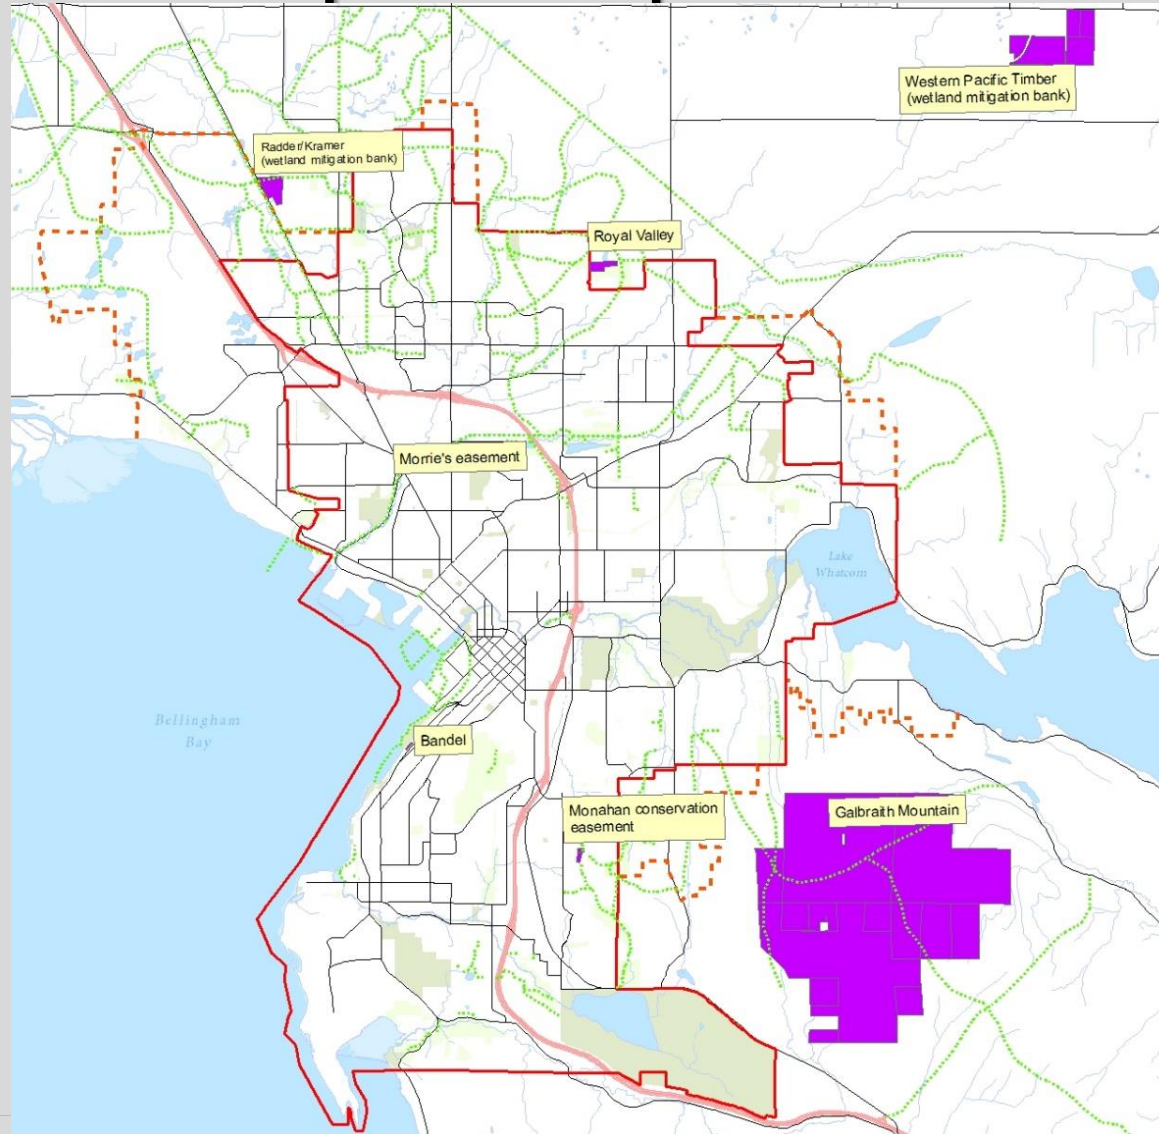 Western Pacific Timber
(wetland mitigation bank)
Radder/Kramer
(wetland mitigation bank)
Royal Valley
Morrie's easement
Lake
Whatcom
Bellingham
Bay
Bandel
Monahan conservation
easement
Galbraith Mountain